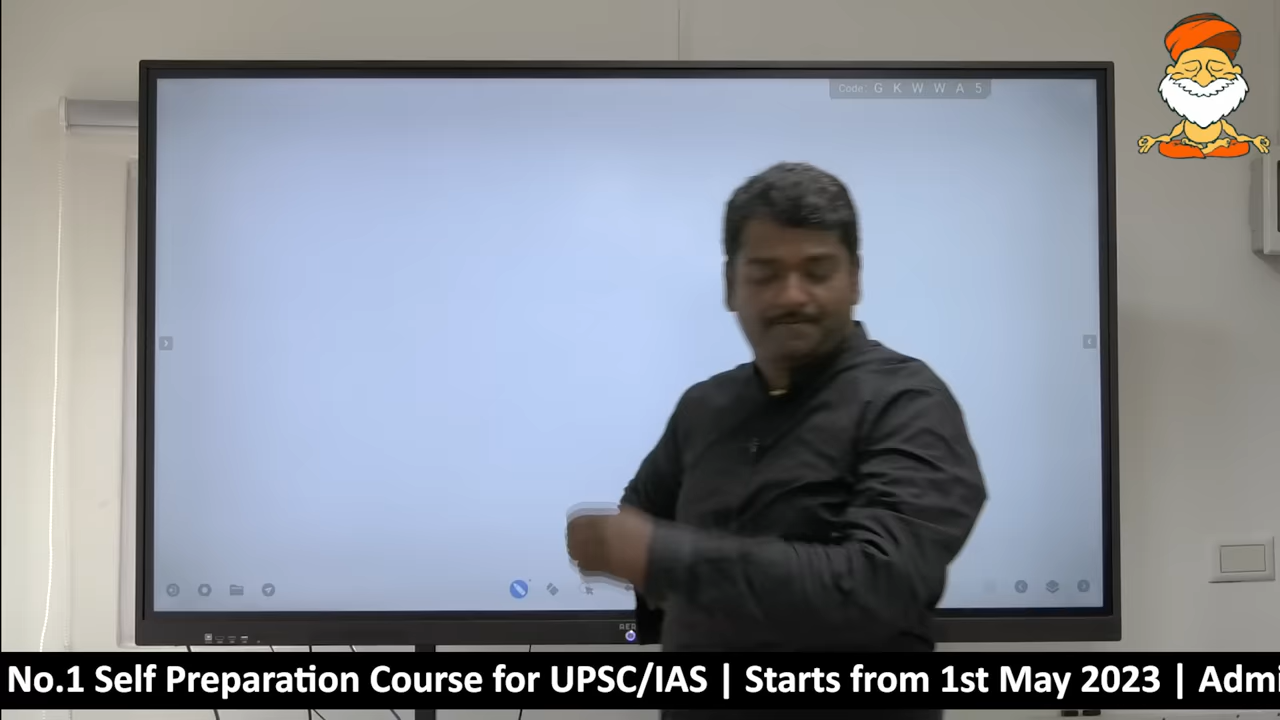 Code: G K W W A 5
No.1 Self Preparation Course for UPSC/IAS | Starts from 1st May 2023 | Admi